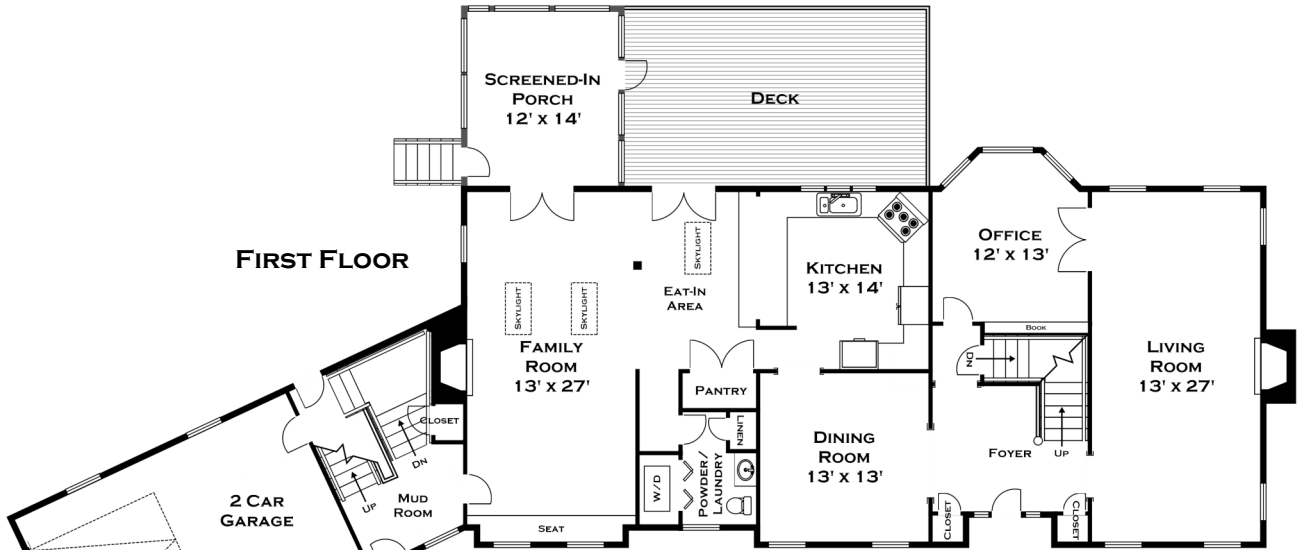 SCREENED-IN
PORCH
12' X 14'
DECK
FIRST FLOOR
SKYLIGHT
OFFICE
12' X 13'
KITCHEN
13' X 14'
EAT-IN
AREA
SKYLIGHT
SKYLIGHT
BOOK
FAMILY
ROOM
13' X 27'
DN
LIVING
ROOM
13' X 27'
PANTRY
CLOSET
LINEN
DINING
ROOM
13' X 13'
FOYER
UP
DN
POWDER/
LAUNDRY
W/D
2 CAR
GARAGE
UP
MUD
ROOM
SEAT
CLOSET
CLOSET